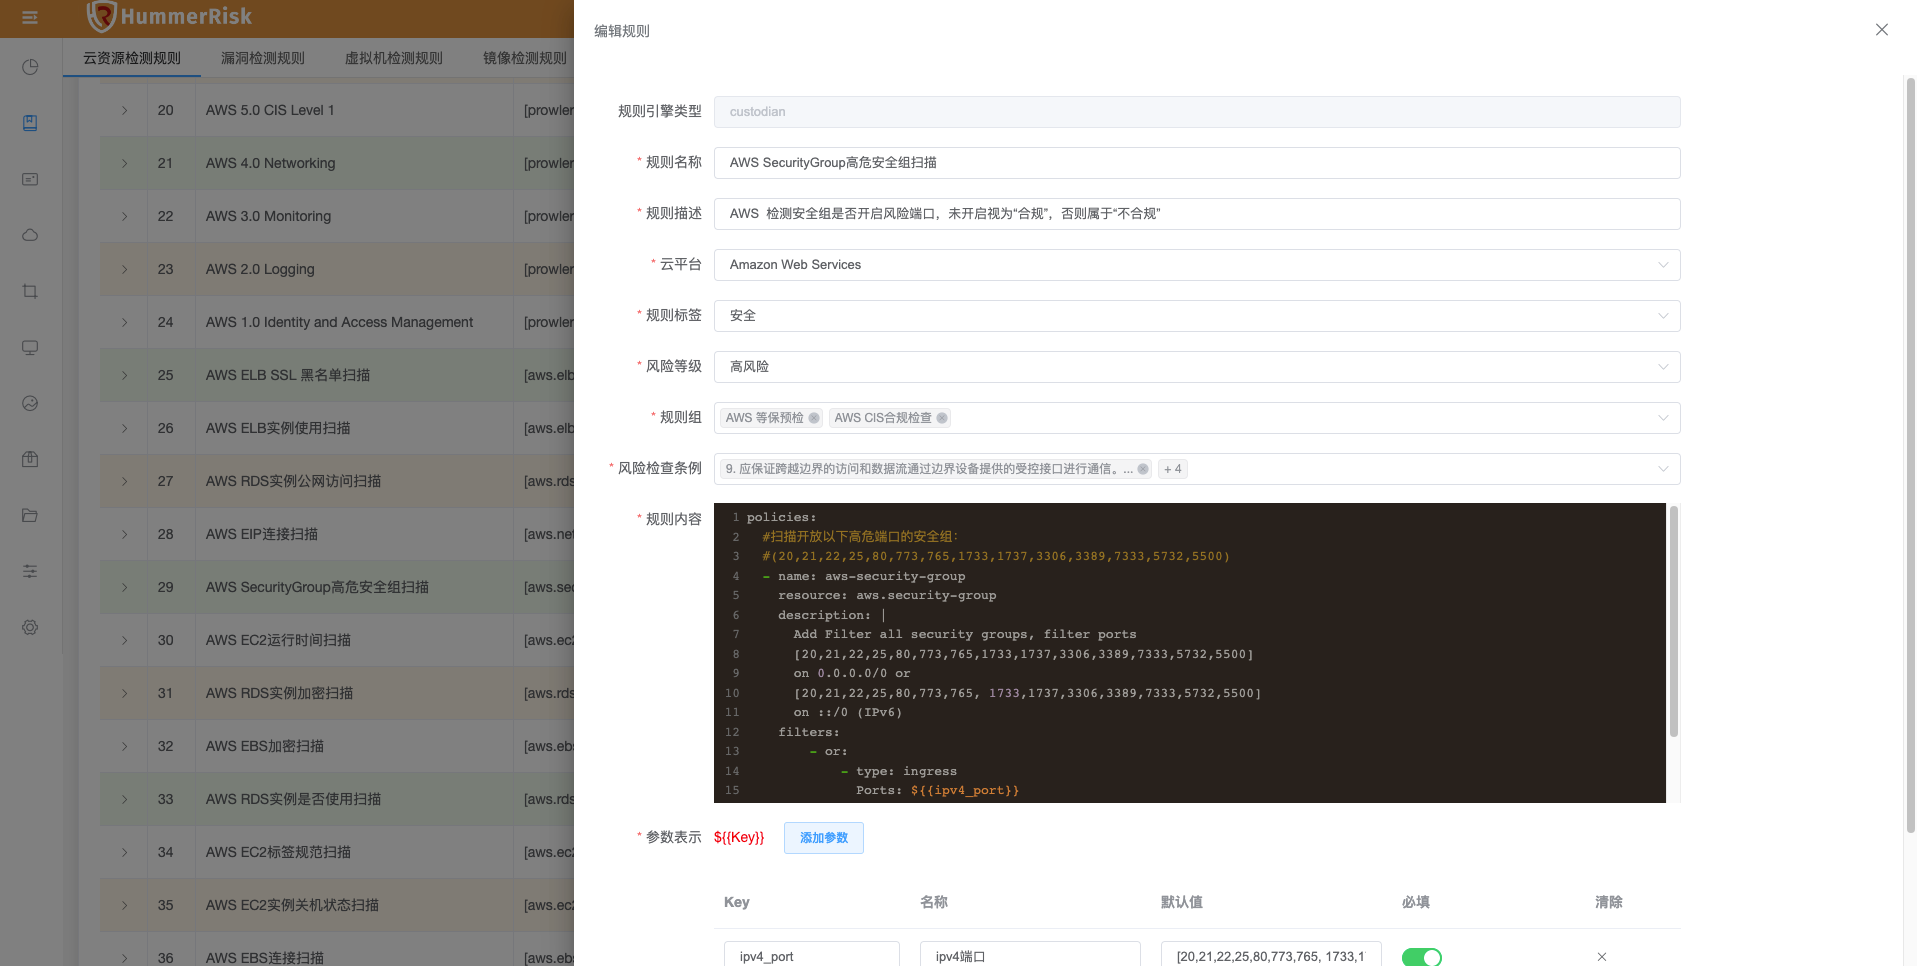 HummerRisk
云资源检测规则
漏洞检测规则
虚拟机检测规则
镜像检测规则
20 AWS 5.0 CIS Level 1 [prowler
21 AWS 4.0 Networking [prowler
22 AWS 3.0 Monitoring [prowler
23 AWS 2.0 Logging [prowler
24 AWS 1.0 Identity and Access Management [prowler
25 AWS ELB SSL 黑名单扫描 [aws.elb
26 AWS ELB实例使用扫描 [aws.elb
27 AWS RDS实例公网访问扫描 [aws.rds
28 AWS EIP连接扫描 [aws.net
29 AWS SecurityGroup高危安全组扫描 [aws.sec
30 AWS EC2运行时间扫描 [aws.ec2
31 AWS RDS实例加密扫描 [aws.rds
32 AWS EBS加密扫描 [aws.ebs
33 AWS RDS实例是否使用扫描 [aws.rds
34 AWS EC2标签规范扫描 [aws.ec2
35 AWS EC2实例关机状态扫描 [aws.ec2
36 AWS EBS连接扫描 [aws.ebs
编辑规则
规则引擎类型 custodian
* 规则名称 AWS SecurityGroup高危安全组扫描
* 规则描述 AWS 检测安全组是否开启风险端口，未开启视为“合规”，否则属于“不合规”
* 云平台 Amazon Web Services
* 规则标签 安全
* 风险等级 高风险
* 规则组 AWS 等保预检 AWS CIS合规检查
* 风险检查条例 9. 应保证跨越边界的访问和数据流通过边界设备提供的受控接口进行通信。... + 4
* 规则内容
1 policies:
2 #扫描开放以下高危端口的安全组：
3 #(20,21,22,25,80,773,765,1733,1737,3306,3389,7333,5732,5500)
4 - name: aws-security-group
5 resource: aws.security-group
6 description: |
7 Add Filter all security groups, filter ports
8 [20,21,22,25,80,773,765,1733,1737,3306,3389,7333,5732,5500]
9 on 0.0.0.0/0 or
10 [20,21,22,25,80,773,765, 1733,1737,3306,3389,7333,5732,5500]
11 on ::/0 (IPv6)
12 filters:
13 - or:
14 - type: ingress
15 Ports: ${{ipv4_port}}
* 参数表示 ${{Key}} 添加参数
Key 名称 默认值 必填 清除
ipv4_port ipv4端口 [20,21,22,25,80,773,765, 1733,1